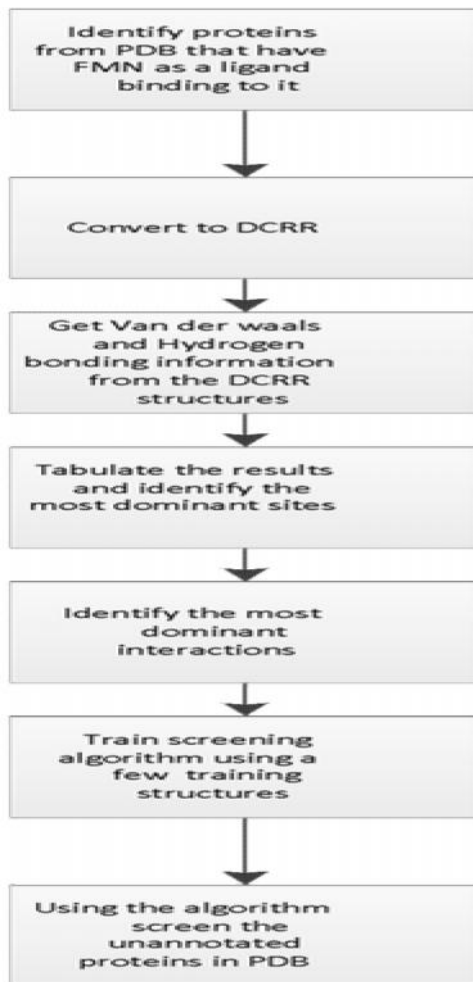 Identify proteins
from PDB that have
FMN as a ligand
binding to it
Convert to DCRR
Get Van der waals
and Hydrogen
bonding information
from the DCRR
structures
Tabulate the results
and identify the
most dominant sites
Identify the most
dominant
interactions
Train screening
algorithm using a
few training
structures
Using the algorithm
screen the
unannotated
proteins in PDB